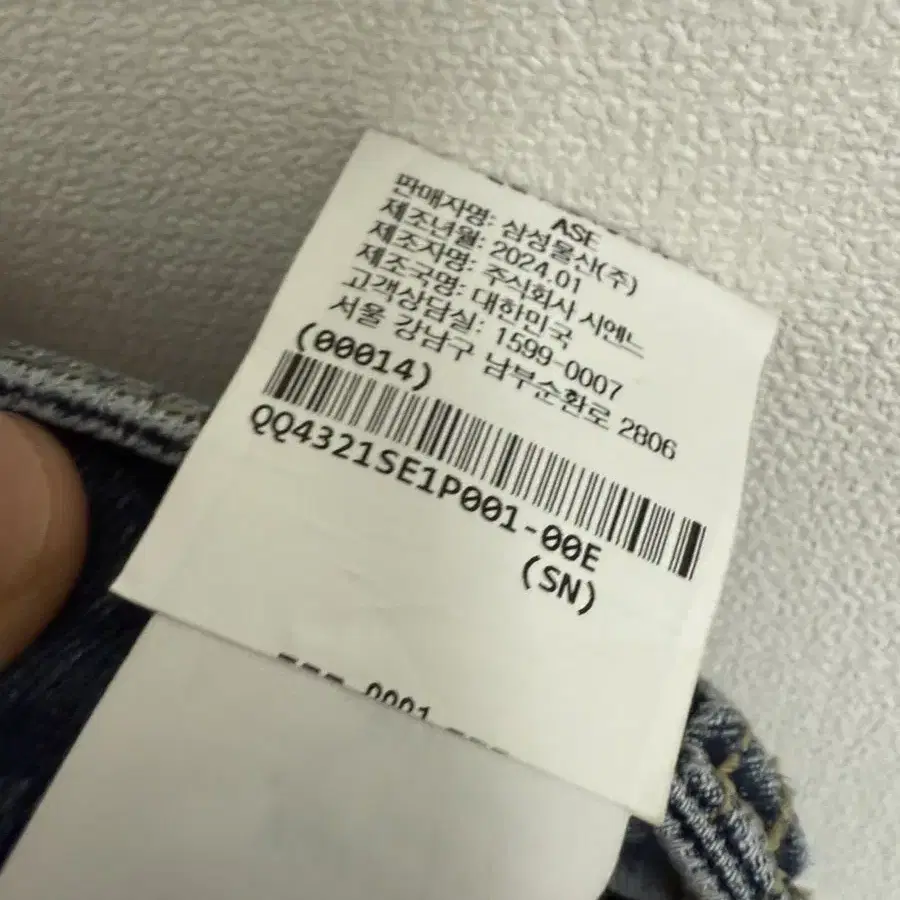 ASE
판매자명: 삼성물산(주)
제조년월: 2024.01
제조자명: 주식회사 시엔느
제조국명: 대한민국
고객상담실: 1599-0007
서울 강남구 남부순환로 2806
(00014)
QQ4321SE1P001-00E
(SN)